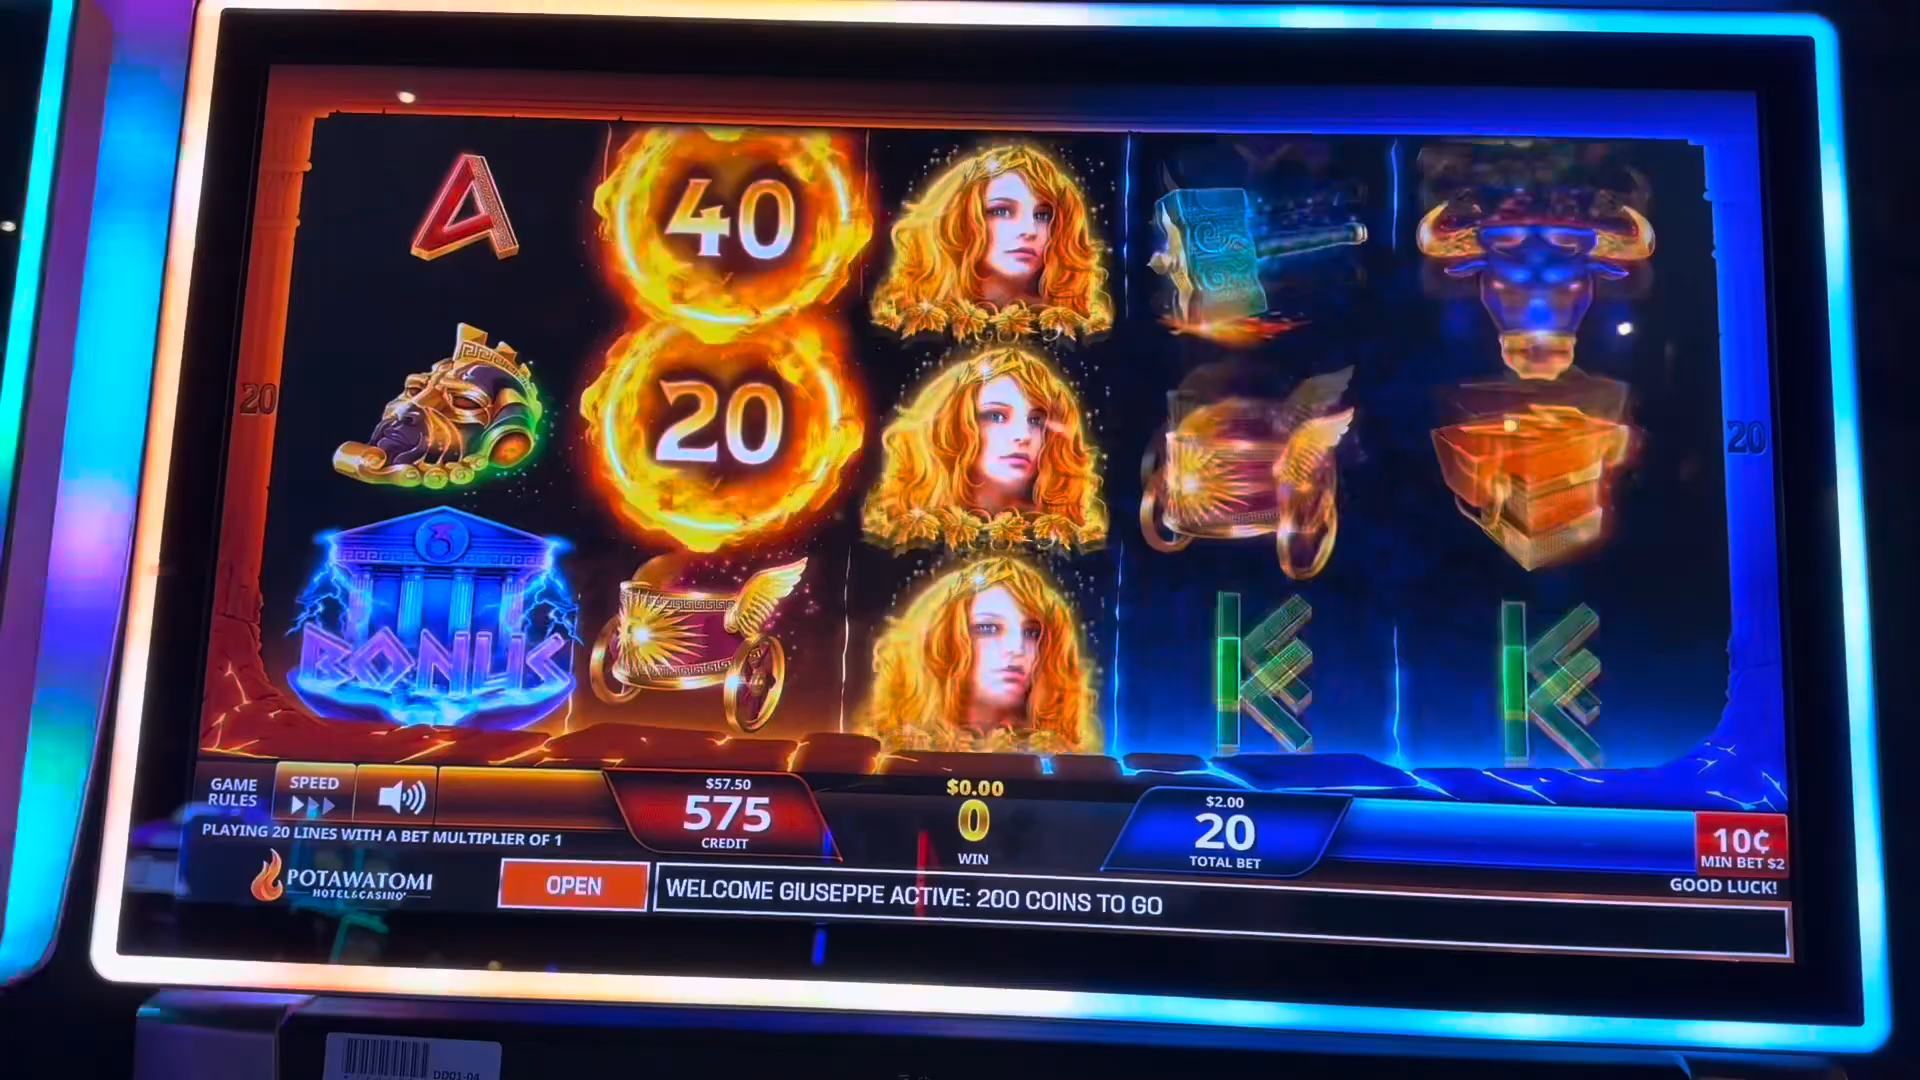 A
40
20
20
20
BONUS
K
K
GAME RULES
SPEED
$57.50
575
CREDIT
$0.00
0
WIN
$2.00
20
TOTAL BET
10¢
MIN BET $2
GOOD LUCK!
PLAYING 20 LINES WITH A BET MULTIPLIER OF 1
POTAWATOMI
HOTEL&CASINO
OPEN
WELCOME GIUSEPPE ACTIVE: 200 COINS TO GO
DD01-04